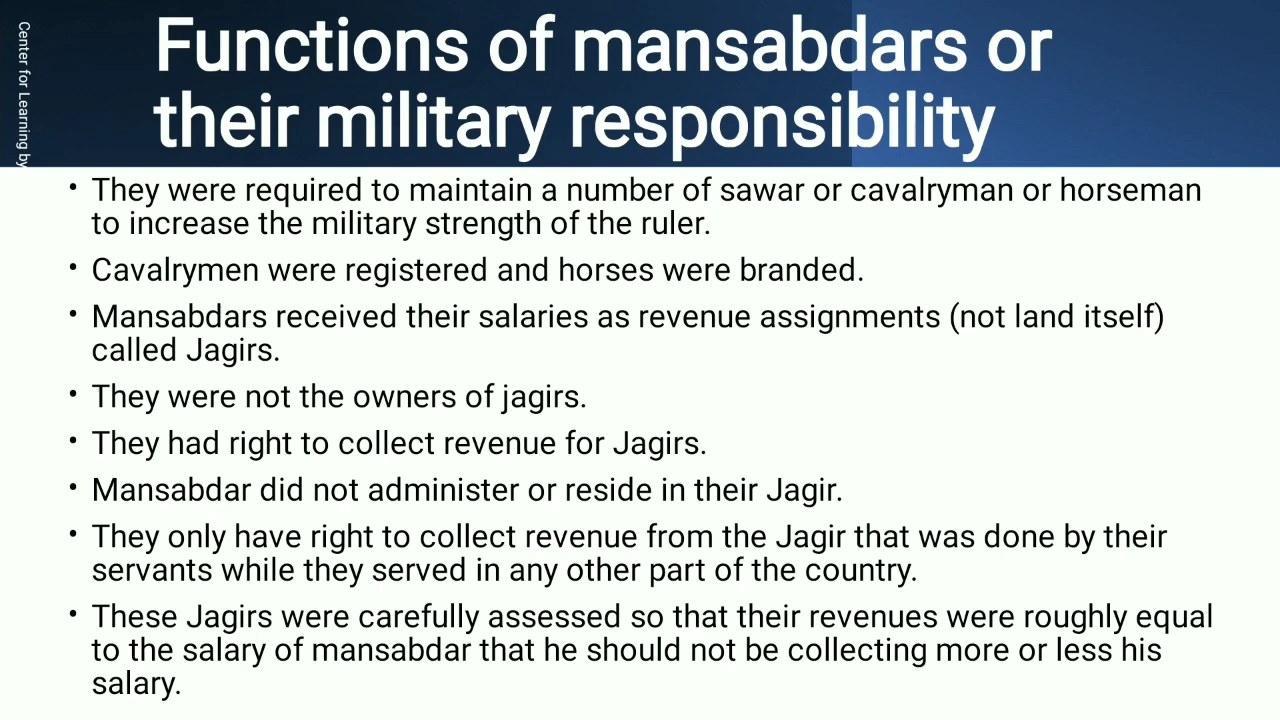 Center for Learning by
Functions of mansabdars or
their military responsibility
• They were required to maintain a number of sawar or cavalryman or horseman
to increase the military strength of the ruler.
• Cavalrymen were registered and horses were branded.
• Mansabdars received their salaries as revenue assignments (not land itself)
called Jagirs.
• They were not the owners of jagirs.
• They had right to collect revenue for Jagirs.
• Mansabdar did not administer or reside in their Jagir.
• They only have right to collect revenue from the Jagir that was done by their
servants while they served in any other part of the country.
• These Jagirs were carefully assessed so that their revenues were roughly equal
to the salary of mansabdar that he should not be collecting more or less his
salary.